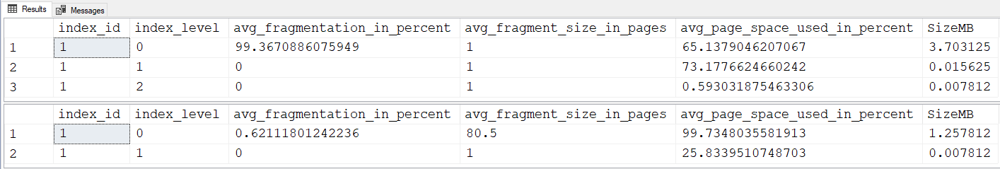 Results Messages
index_id index_level avg_fragmentation_in_percent avg_fragment_size_in_pages avg_page_space_used_in_percent SizeMB
1 1 0 99.3670886075949 1 65.1379046207067 3.703125
2 1 1 0 1 73.1776624660242 0.015625
3 1 2 0 1 0.593031875463306 0.007812
index_id index_level avg_fragmentation_in_percent avg_fragment_size_in_pages avg_page_space_used_in_percent SizeMB
1 1 0 0.62111801242236 80.5 99.7348035581913 1.257812
2 1 1 0 1 25.8339510748703 0.007812